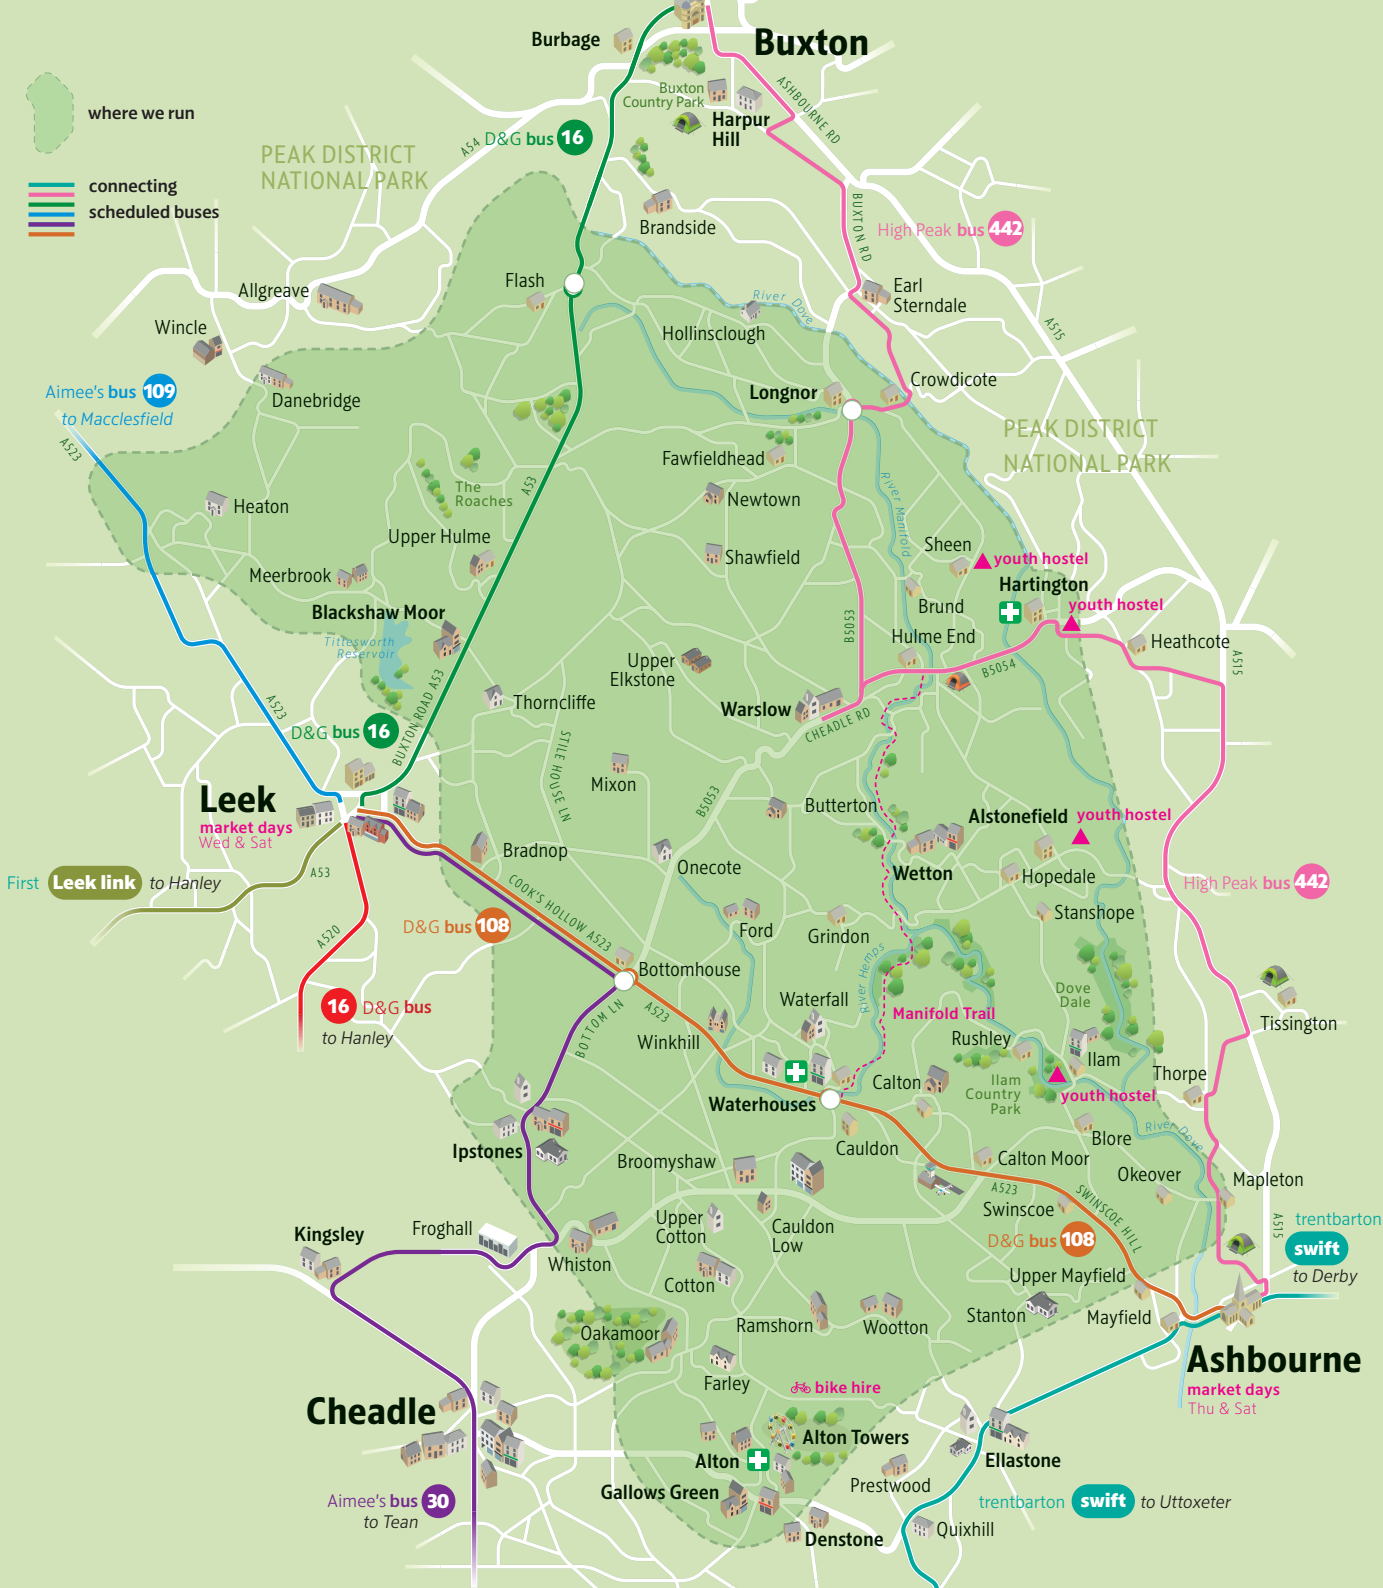 Burbage
Buxton
where we run
Buxton
Country Park
ASHBOURNE RD
Harpur
Hill
A54
D&G bus 16
PEAK DISTRICT
NATIONAL PARK
connecting
scheduled buses
Brandside
BUXTON RD
High Peak bus 442
Flash
Allgreave
River Dove
Earl
Sterndale
Wincle
Hollinsclough
A515
Aimee's bus 109
to Macclesfield
Danebridge
Longnor
Crowdicote
A523
PEAK DISTRICT
NATIONAL PARK
Fawfieldhead
The
Roaches
A53
Newtown
River Manifold
Heaton
Upper Hulme
Shawfield
Sheen
youth hostel
Meerbrook
Hartington
youth hostel
Blackshaw Moor
Brund
B5053
Tittesworth
Reservoir
Hulme End
Heathcote
A515
Upper
Elkstone
B5054
BUXTON ROAD A53
A523
Thorncliffe
Warslow
CHEADLE RD
D&G bus 16
STILE HOUSE LN
Mixon
B5053
Leek
market days
Wed & Sat
Butterton
Alstonefield
youth hostel
Bradnop
Onecote
Wetton
Hopedale
First Leek link to Hanley
A53
COOK'S HOLLOW A523
High Peak bus 442
Stanshope
D&G bus 108
Ford
Grindon
A520
River Hemps
Bottomhouse
Dove
Dale
16 D&G bus
to Hanley
Waterfall
Manifold Trail
BOTTOM LN
A523
Tissington
Winkhill
Rushley
Ilam
Thorpe
Calton
Ilam
Country
Park
youth hostel
Waterhouses
River Dove
Blore
Ipstones
Cauldon
Broomyshaw
Calton Moor
Okeover
Mapleton
A523
SWINSCOE HILL
Swinscoe
A515
trentbarton
swift
to Derby
Kingsley
Froghall
Upper
Cotton
Cauldon
Low
D&G bus 108
Whiston
Cotton
Upper Mayfield
Stanton
Mayfield
Oakamoor
Ramshorn
Wootton
Ashbourne
market days
Thu & Sat
Farley
bike hire
Cheadle
Alton Towers
Alton
Ellastone
Gallows Green
Prestwood
Aimee's bus 30
to Tean
trentbarton swift to Uttoxeter
Denstone
Quixhill